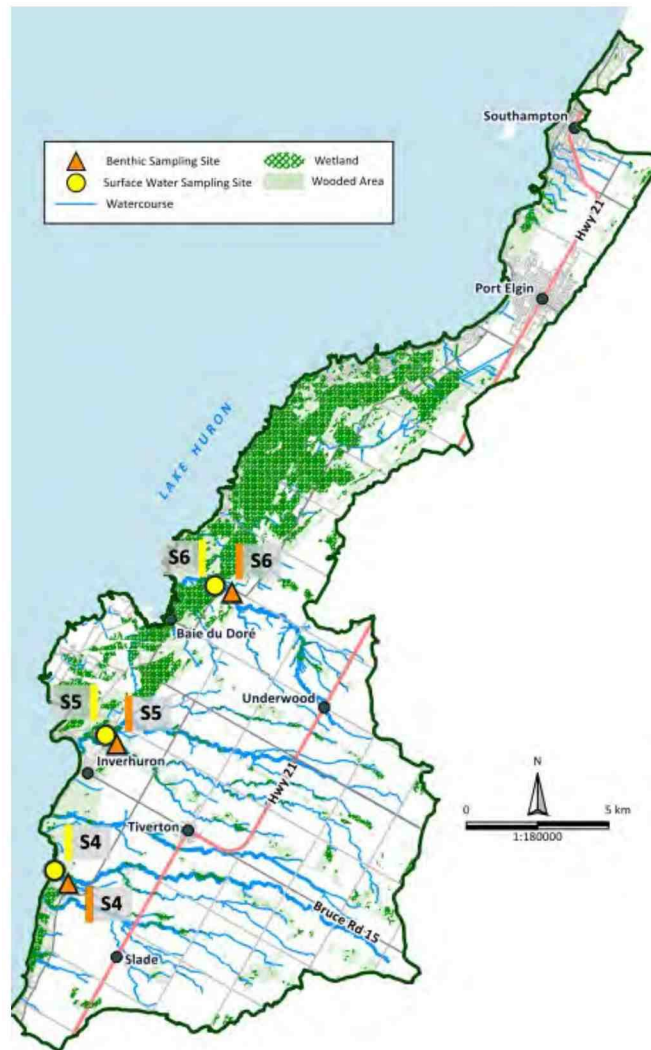 Southampton
Benthic Sampling Site
Wetland
Surface Water Sampling Site
Wooded Area
Watercourse
Hwy 21
Port Elgin
LAKE HURON
S6
S6
Baie du Doré
S5
S5
Underwood
Inverhuron
N
Hwy 21
0 5 km
1:180000
Tiverton
S4
S4
Bruce Rd 15
Slade